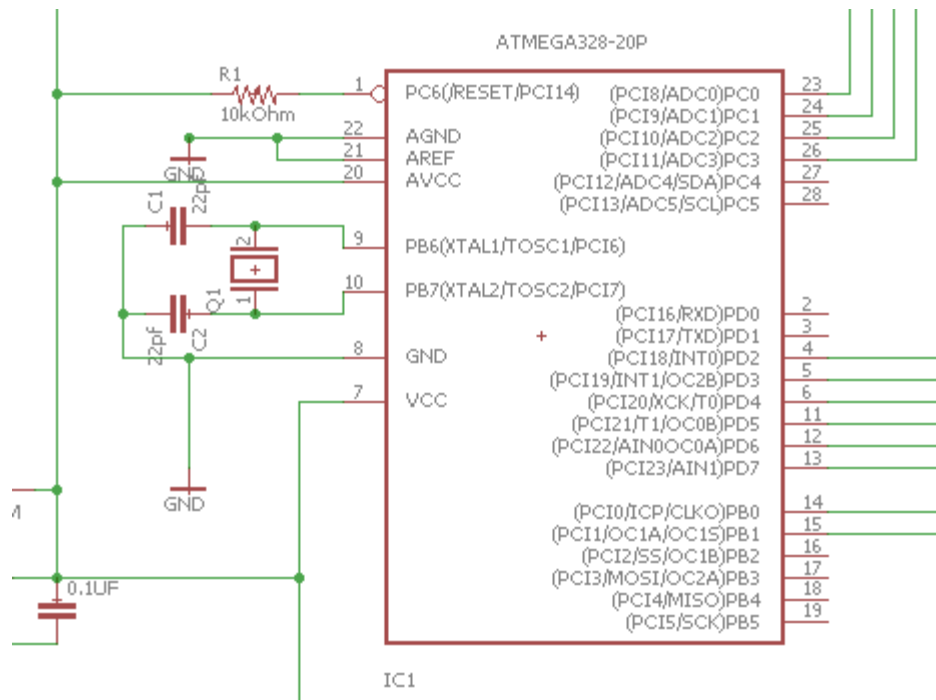 ATMEGA328-20P
R1
10kOhm
1
PC6(/RESET/PCI14)
22
AGND
21
AREF
20
AVCC
GND
C1
22pf
9
PB6(XTAL1/TOSC1/PCI6)
2
Q1
1
10
PB7(XTAL2/TOSC2/PCI7)
22pf
C2
8
GND
7
VCC
GND
M
0.1UF
(PCI8/ADC0)PC0
23
(PCI9/ADC1)PC1
24
(PCI10/ADC2)PC2
25
(PCI11/ADC3)PC3
26
(PCI12/ADC4/SDA)PC4
27
(PCI13/ADC5/SCL)PC5
28
(PCI16/RXD)PD0
2
(PCI17/TXD)PD1
3
(PCI18/INT0)PD2
4
(PCI19/INT1/OC2B)PD3
5
(PCI20/XCK/T0)PD4
6
(PCI21/T1/OC0B)PD5
11
(PCI22/AIN0OC0A)PD6
12
(PCI23/AIN1)PD7
13
(PCI0/ICP/CLKO)PB0
14
(PCI1/OC1A/OC1S)PB1
15
(PCI2/SS/OC1B)PB2
16
(PCI3/MOSI/OC2A)PB3
17
(PCI4/MISO)PB4
18
(PCI5/SCK)PB5
19
IC1